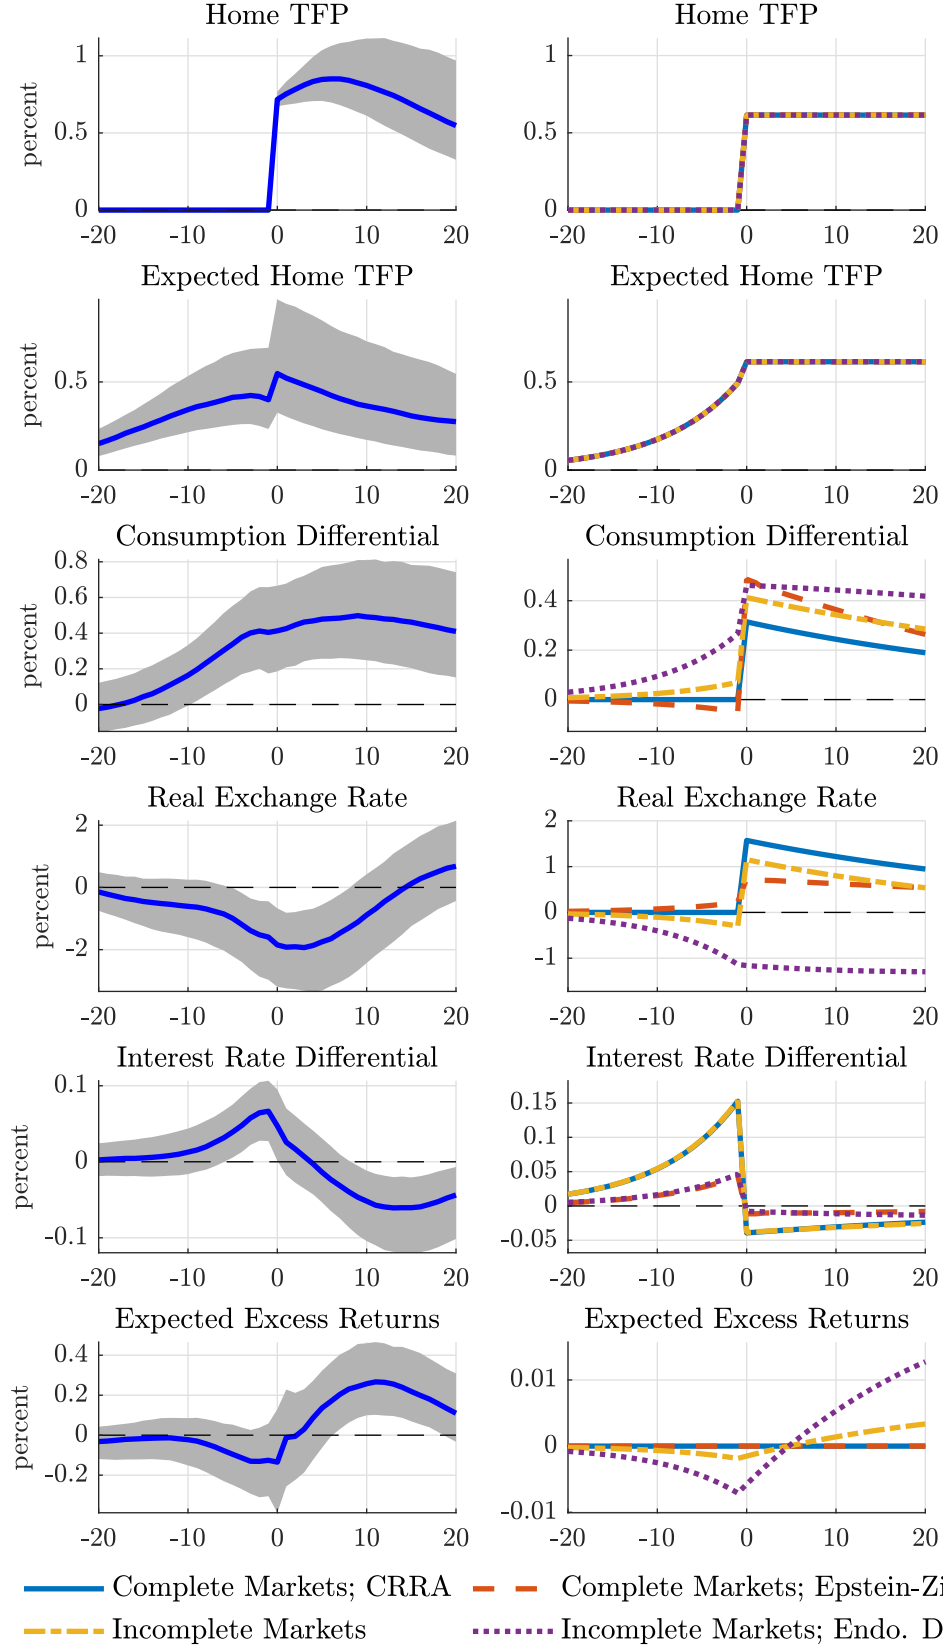 Home TFP Home TFP
percent
1 1
0.5 0.5
0 0
-20 -10 0 10 20 -20 -10 0 10 20
Expected Home TFP Expected Home TFP
percent
0.5 0.5
0 0
-20 -10 0 10 20 -20 -10 0 10 20
Consumption Differential Consumption Differential
percent
0.8
0.6 0.4
0.4 0.2
0.2 0
0
-20 -10 0 10 20 -20 -10 0 10 20
Real Exchange Rate Real Exchange Rate
percent
2 2
0 1
-2 0
-1
-20 -10 0 10 20 -20 -10 0 10 20
Interest Rate Differential Interest Rate Differential
percent
0.1 0.15
0 0.1
-0.1 0.05
0
-0.05
-20 -10 0 10 20 -20 -10 0 10 20
Expected Excess Returns Expected Excess Returns
percent
0.4 0.01
0.2 0
0 -0.01
-0.2
-20 -10 0 10 20 -20 -10 0 10 20
Complete Markets; CRRA Complete Markets; Epstein-Zi
Incomplete Markets Incomplete Markets; Endo. D